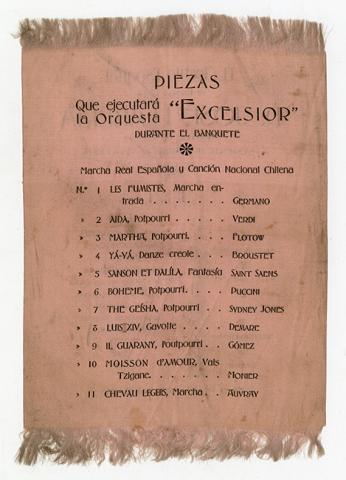 PIEZAS
Que ejecutará
la Orquesta "EXCELSIOR"
DURANTE EL BANQUETE
Marcha Real Española y Canción Nacional Chilena
N.º 1 LES FUMISTES, Marcha en-
trada . . . . . . . GERMANO
» 2 AIDA, Potpourri . . . . . VERDI
» 3 MARTHA, Potpourri. . . . FLOTOW
» 4 YÁ-YÁ, Danze creole . . . BROUSTET
» 5 SANSON ET DALÍLA, Fantasía SAINT SAENS
» 6 BOHEME, Potpourri. . . . PUCCINI
» 7 THE GEÍSHA, Potpourri . . SYDNEY JONES
» 8 LUIS XIV, Gavotte . . . . DEMARE
» 9 IL GUARANY, Poutpourri . . GÓMEZ
» 10 MOISSON d'AMOUR, Vals
Tzigane. . . . . . . MONIER
» 11 CHEVAU LEGERS, Marcha . . AUVRAY